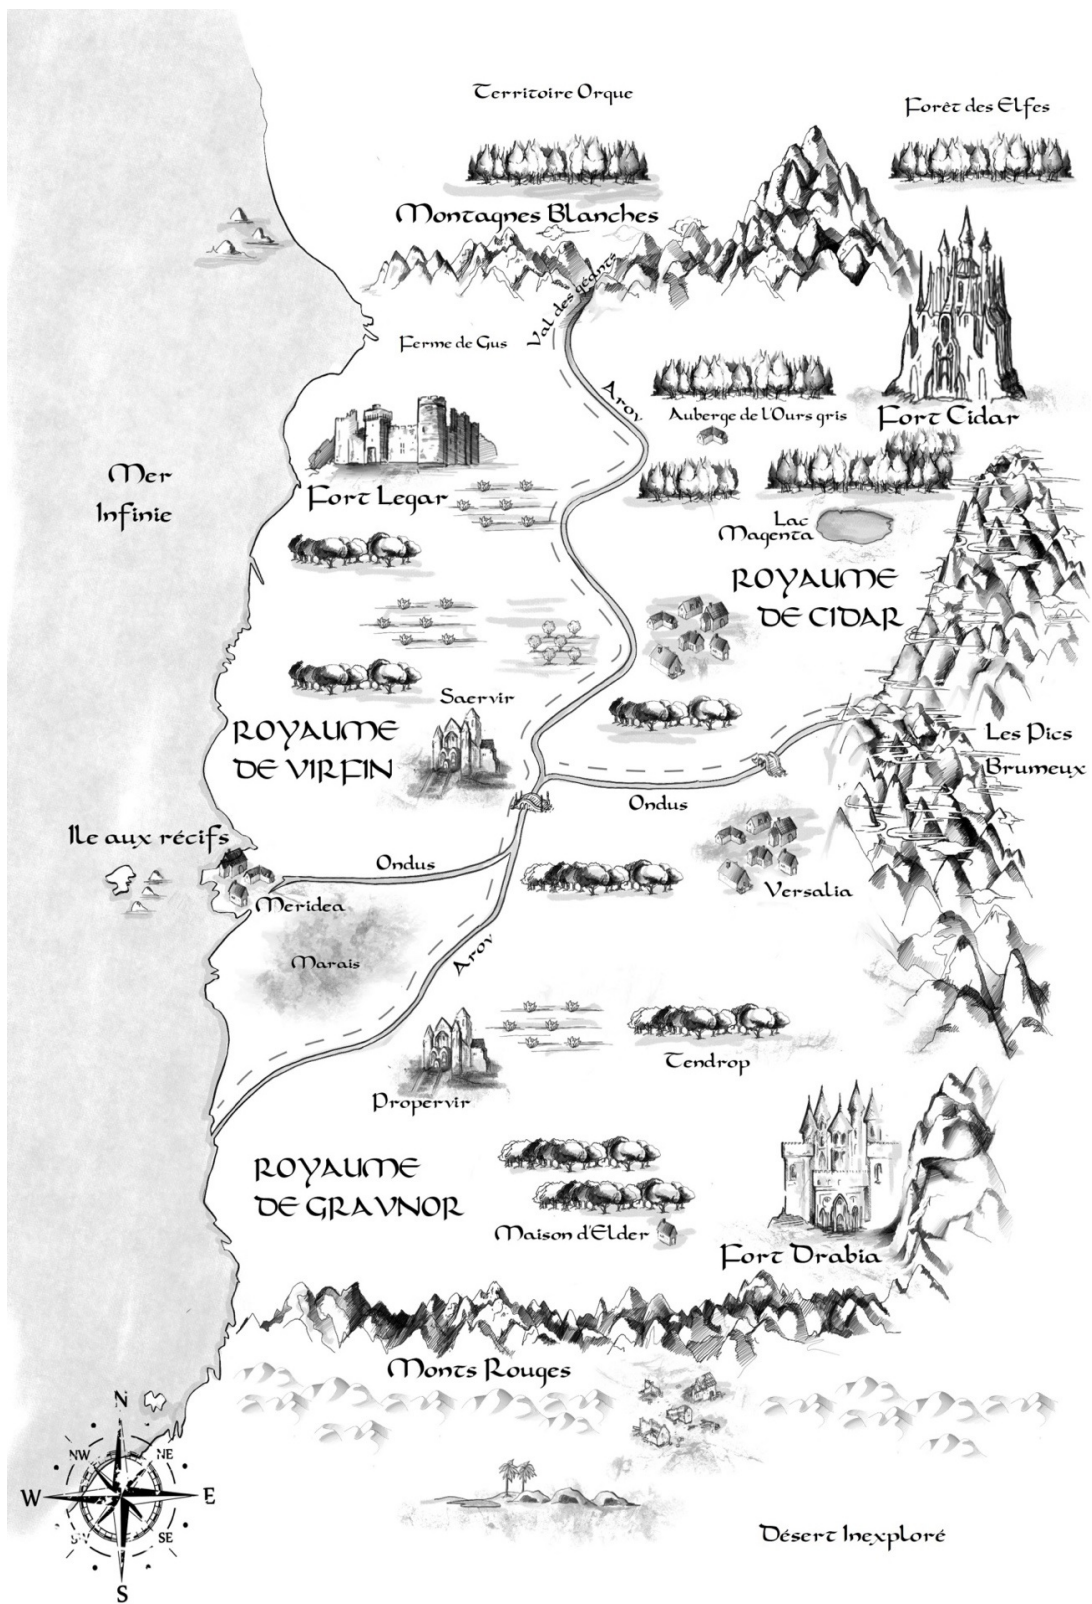 Territoire Orque
Forêt des Elfes
Montagnes Blanches
Val des géants
Ferme de Gus
Aroy
Auberge de l'Ours gris
Fort Cidar
Mer
Infinie
Fort Legar
Lac
Magenta
ROYAUME
DE CIDAR
Saervir
ROYAUME
DE VIRFIN
Les Pics
Brumeux
Ondus
Ile aux récifs
Ondus
Versalia
Meridea
Marais
Aroy
Tendrop
Propervir
ROYAUME
DE GRAVNOR
Maison d'Elder
Fort Drabia
Monts Rouges
N
NW
NE
W
E
SW
SE
S
Désert Inexploré